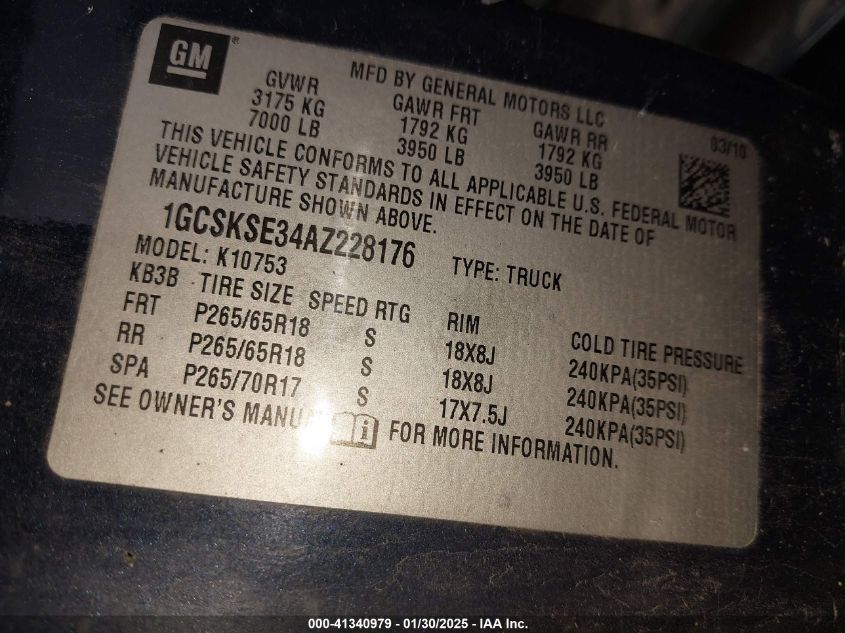 GM
MFD BY GENERAL MOTORS LLC
GVWR GAWR FRT GAWR RR 03/10
3175 KG 1792 KG 1792 KG
7000 LB 3950 LB 3950 LB
THIS VEHICLE CONFORMS TO ALL APPLICABLE U.S. FEDERAL MOTOR
VEHICLE SAFETY STANDARDS IN EFFECT ON THE DATE OF
MANUFACTURE SHOWN ABOVE.
1GCSKSE34AZ228176 TYPE: TRUCK
MODEL: K10753
KB3B TIRE SIZE SPEED RTG RIM COLD TIRE PRESSURE
FRT P265/65R18 S 18X8J 240KPA(35PSI)
RR P265/65R18 S 18X8J 240KPA(35PSI)
SPA P265/70R17 S 17X7.5J 240KPA(35PSI)
SEE OWNER'S MANUAL FOR MORE INFORMATION.
000-41340979 - 01/30/2025 - IAA Inc.